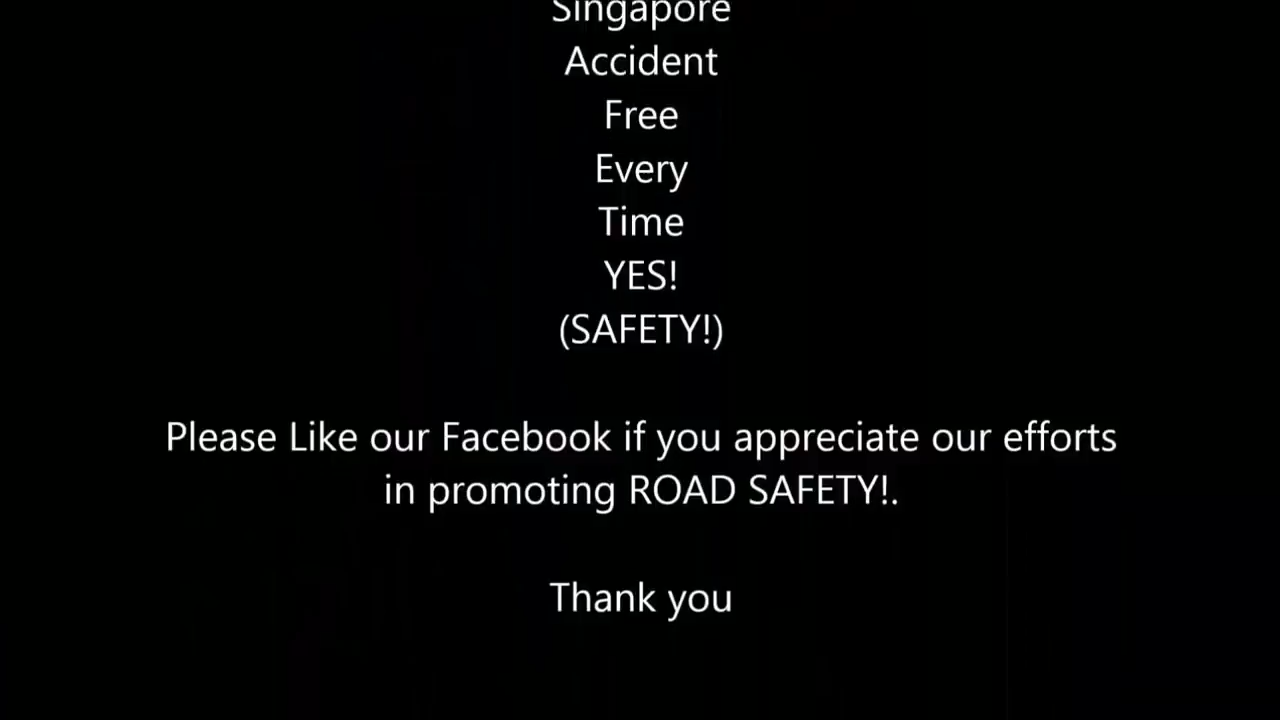 Singapore
Accident
Free
Every
Time
YES!
(SAFETY!)
Please Like our Facebook if you appreciate our efforts
in promoting ROAD SAFETY!.
Thank you